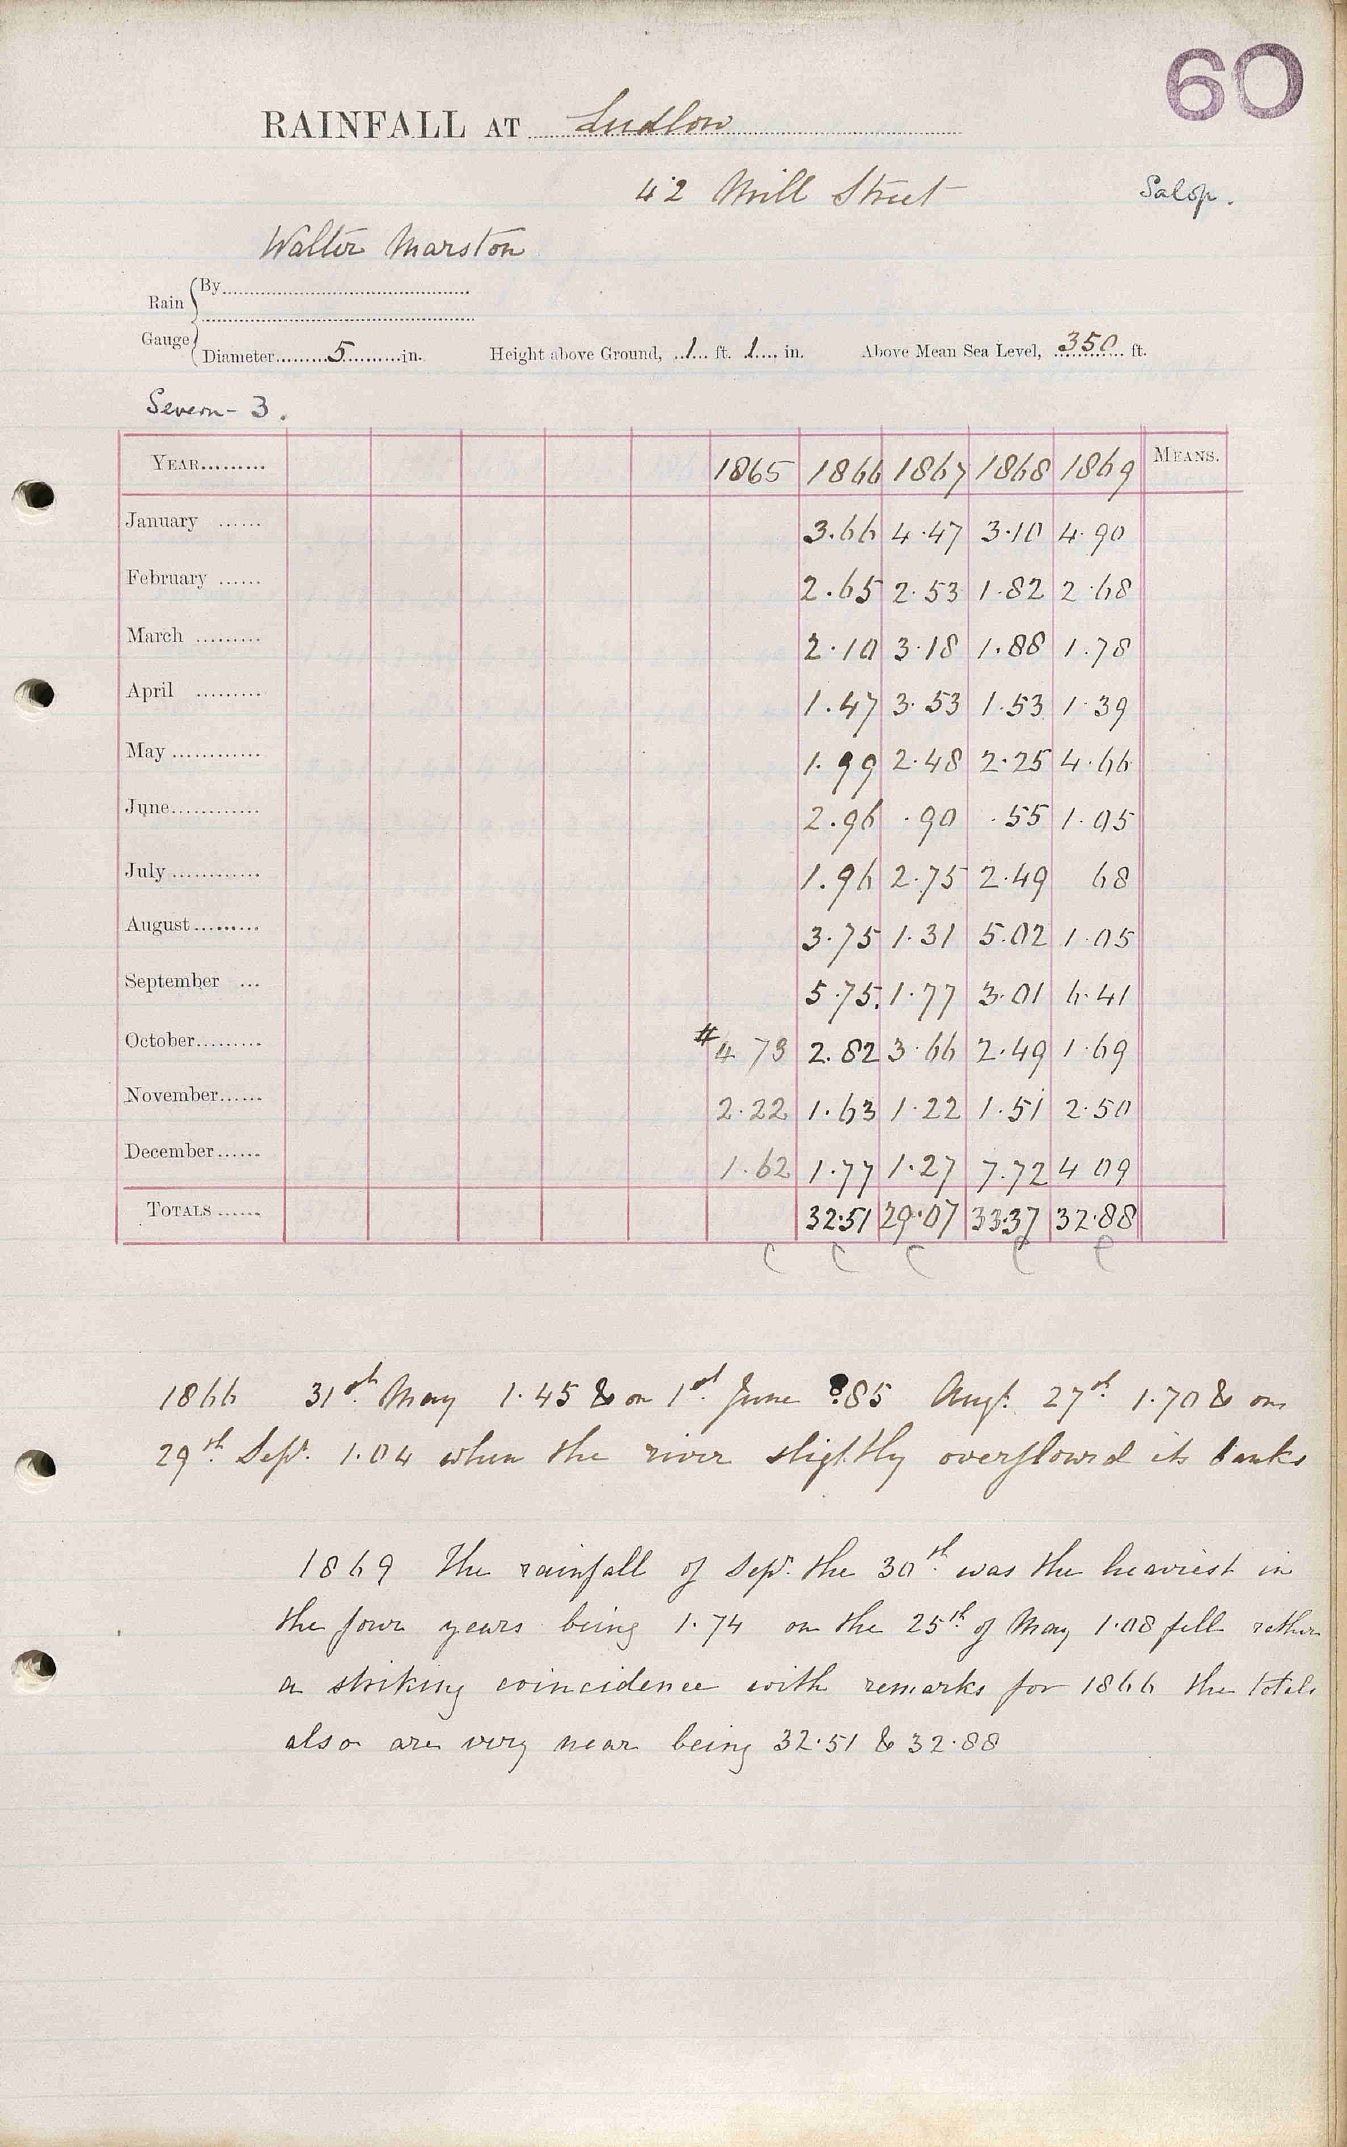 60
RAINFALL AT Ludlow
42 Mill Street Salop.
Walter Marston
Rain Gauge { By
Diameter 5 in. Height above Ground, 1 ft. 1 in. Above Mean Sea Level, 350 ft.
Severn - 3.
YEAR 1865 1866 1867 1868 1869 MEANS.
January 3.66 4.47 3.10 4.90
February 2.65 2.53 1.82 2.68
March 2.10 3.18 1.88 1.78
April 1.47 3.53 1.53 1.39
May 1.99 2.48 2.25 4.66
June 2.96 .90 .55 1.05
July 1.96 2.75 2.49 68
August 3.75 1.31 5.02 1.05
September 5.75 1.77 3.01 6.41
October #4 73 2.82 3.66 2.49 1.69
November 2.22 1.63 1.22 1.51 2.50
December 1.62 1.77 1.27 7.72 4 09
TOTALS 32.51 29.07 33.37 32.88
C C C C C
1866 31st May 1.45 & on 1st June .85 Augt. 27th 1.70 & on
29th Sept. 1.04 when the river slightly overflowed its banks
1869 The rainfall of Sept. the 30th was the heaviest in
the four years being 1.74 on the 25th of May 1.08 fell rather
a striking coincidence with remarks for 1866 the totals
also are very near being 32.51 & 32.88